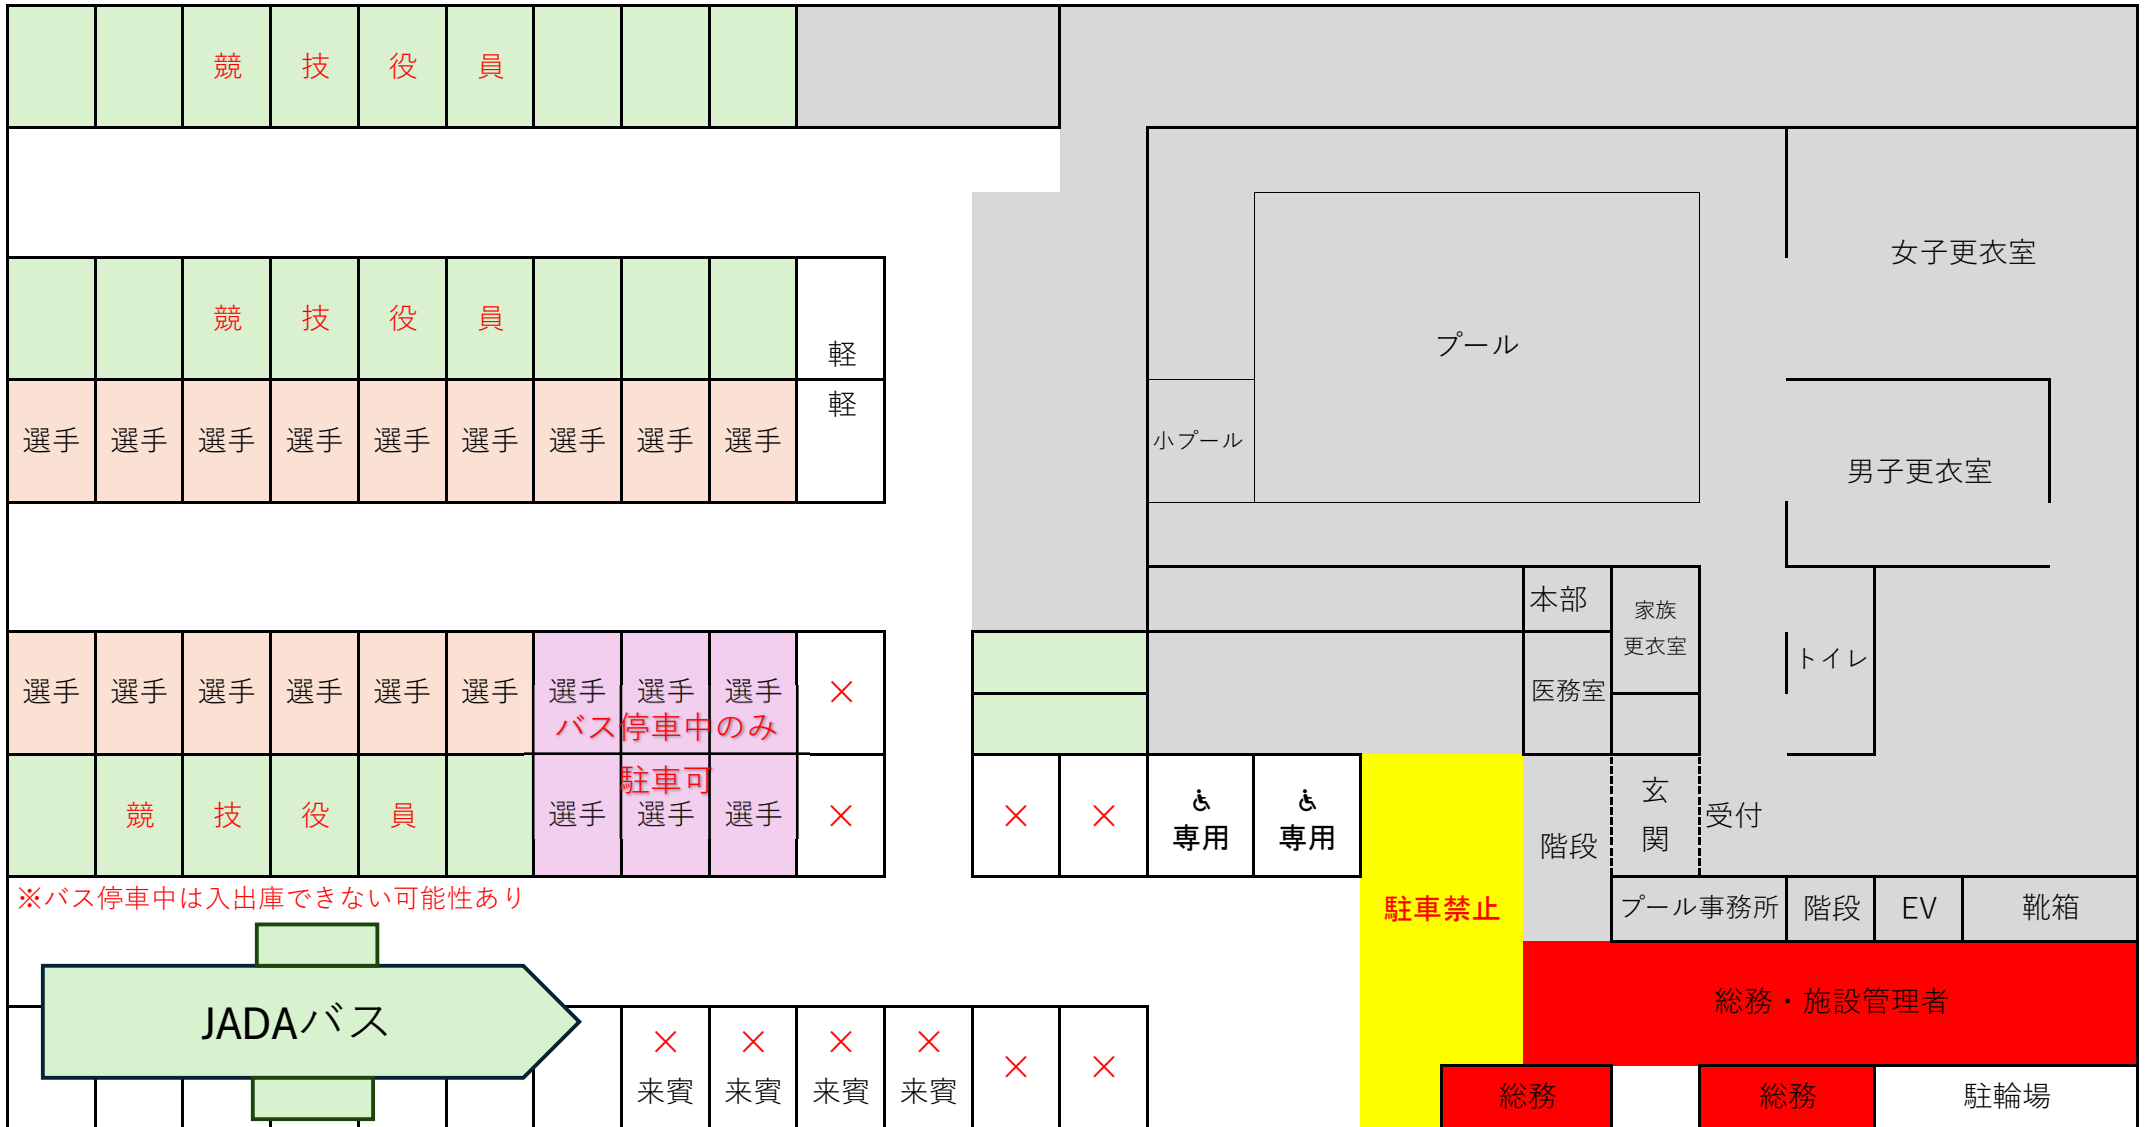 競 技 役 員
女子更衣室
競 技 役 員
軽
プール
軽
選手 選手 選手 選手 選手 選手 選手 選手 選手
小プール
男子更衣室
本部
家族
更衣室
トイレ
選手 選手 選手 選手 選手 選手 選手 選手 選手 ×
医務室
バス停車中のみ
駐車可
競 技 役 員
選手 選手 選手 ×
× ×
♿ ♿
専用 専用
階段
玄
関
受付
※バス停車中は入出庫できない可能性あり
駐車禁止
プール事務所 階段 EV 靴箱
JADAバス
総務・施設管理者
× × × × × ×
来賓 来賓 来賓 来賓
総務 総務 駐輪場